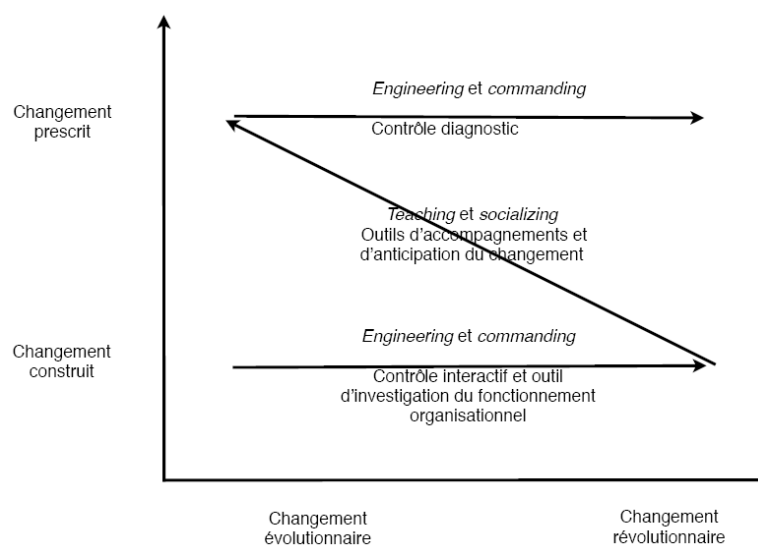 Engineering et commanding
Changement
prescrit
Contrôle diagnostic
Teaching et socializing
Outils d'accompagnements et
d'anticipation du changement
Engineering et commanding
Changement
construit
Contrôle interactif et outil
d'investigation du fonctionnement
organisationnel
Changement
évolutionnaire
Changement
révolutionnaire